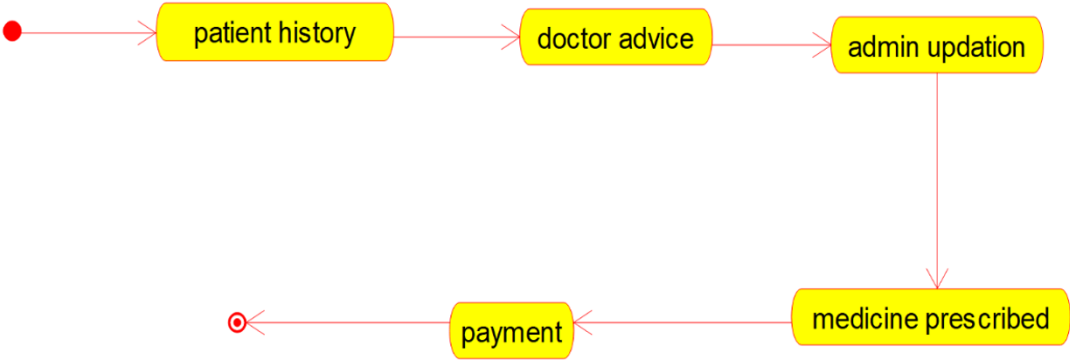 patient history
doctor advice
admin updation
medicine prescribed
payment